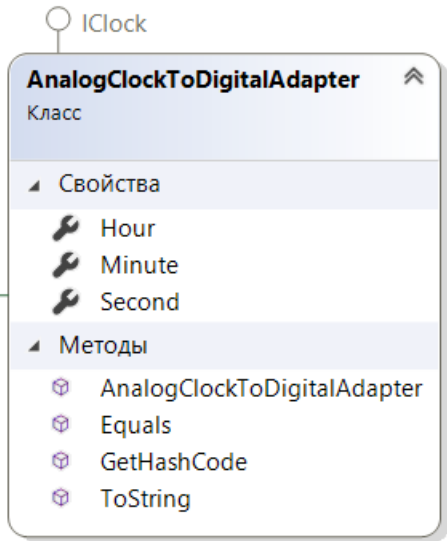 IClock
AnalogClockToDigitalAdapter
Класс
Свойства
Hour
Minute
Second
Методы
AnalogClockToDigitalAdapter
Equals
GetHashCode
ToString